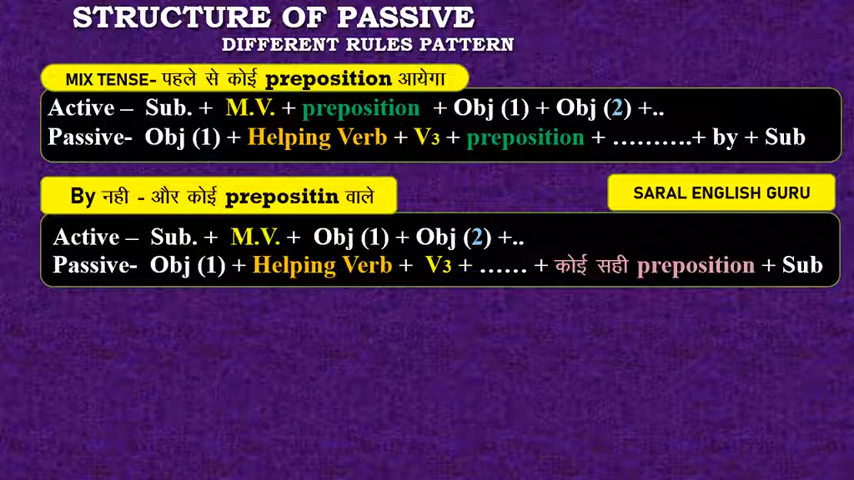 STRUCTURE OF PASSIVE
DIFFERENT RULES PATTERN
MIX TENSE- पहले से कोई preposition आयेगा
Active – Sub. + M.V. + preposition + Obj (1) + Obj (2) +..
Passive- Obj (1) + Helping Verb + V3 + preposition + ……….+ by + Sub
By नही - और कोई prepositin वाले
SARAL ENGLISH GURU
Active – Sub. + M.V. + Obj (1) + Obj (2) +..
Passive- Obj (1) + Helping Verb + V3 + …… + कोई सही preposition + Sub